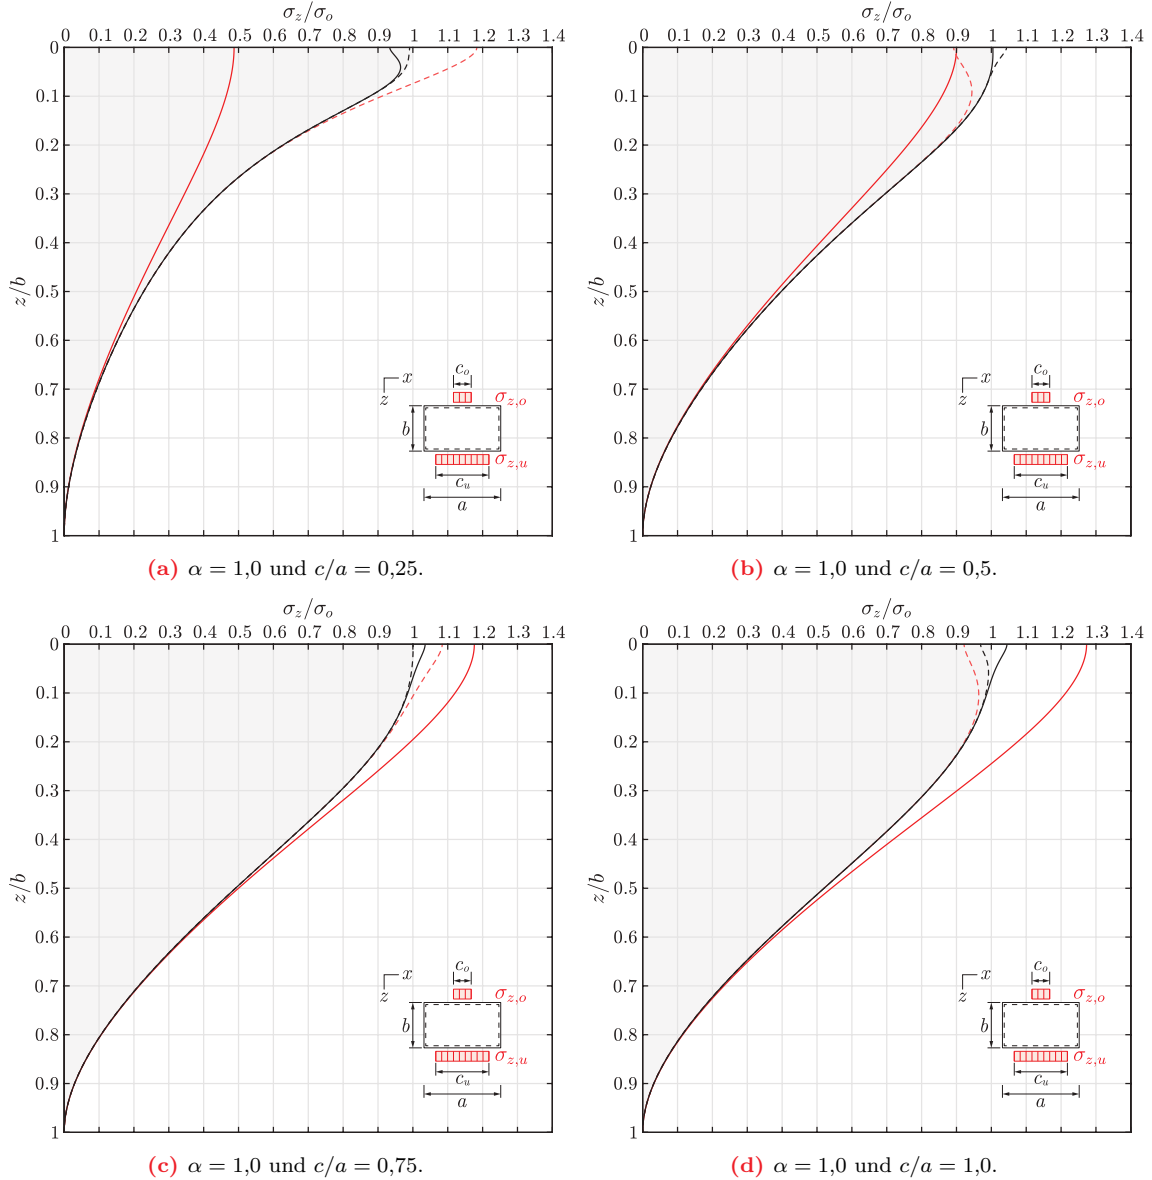 σz/σo
0 0.1 0.2 0.3 0.4 0.5 0.6 0.7 0.8 0.9 1 1.1 1.2 1.3 1.4
0
0.1
0.2
0.3
0.4
0.5
0.6
0.7
0.8
0.9
1
z/b
x
z
co
σz,o
b
σz,u
cu
a
(a) α = 1,0 und c/a = 0,25.
σz/σo
0 0.1 0.2 0.3 0.4 0.5 0.6 0.7 0.8 0.9 1 1.1 1.2 1.3 1.4
0
0.1
0.2
0.3
0.4
0.5
0.6
0.7
0.8
0.9
1
z/b
x
z
co
σz,o
b
σz,u
cu
a
(b) α = 1,0 und c/a = 0,5.
σz/σo
0 0.1 0.2 0.3 0.4 0.5 0.6 0.7 0.8 0.9 1 1.1 1.2 1.3 1.4
0
0.1
0.2
0.3
0.4
0.5
0.6
0.7
0.8
0.9
1
z/b
x
z
co
σz,o
b
σz,u
cu
a
(c) α = 1,0 und c/a = 0,75.
σz/σo
0 0.1 0.2 0.3 0.4 0.5 0.6 0.7 0.8 0.9 1 1.1 1.2 1.3 1.4
0
0.1
0.2
0.3
0.4
0.5
0.6
0.7
0.8
0.9
1
z/b
x
z
co
σz,o
b
σz,u
cu
a
(d) α = 1,0 und c/a = 1,0.